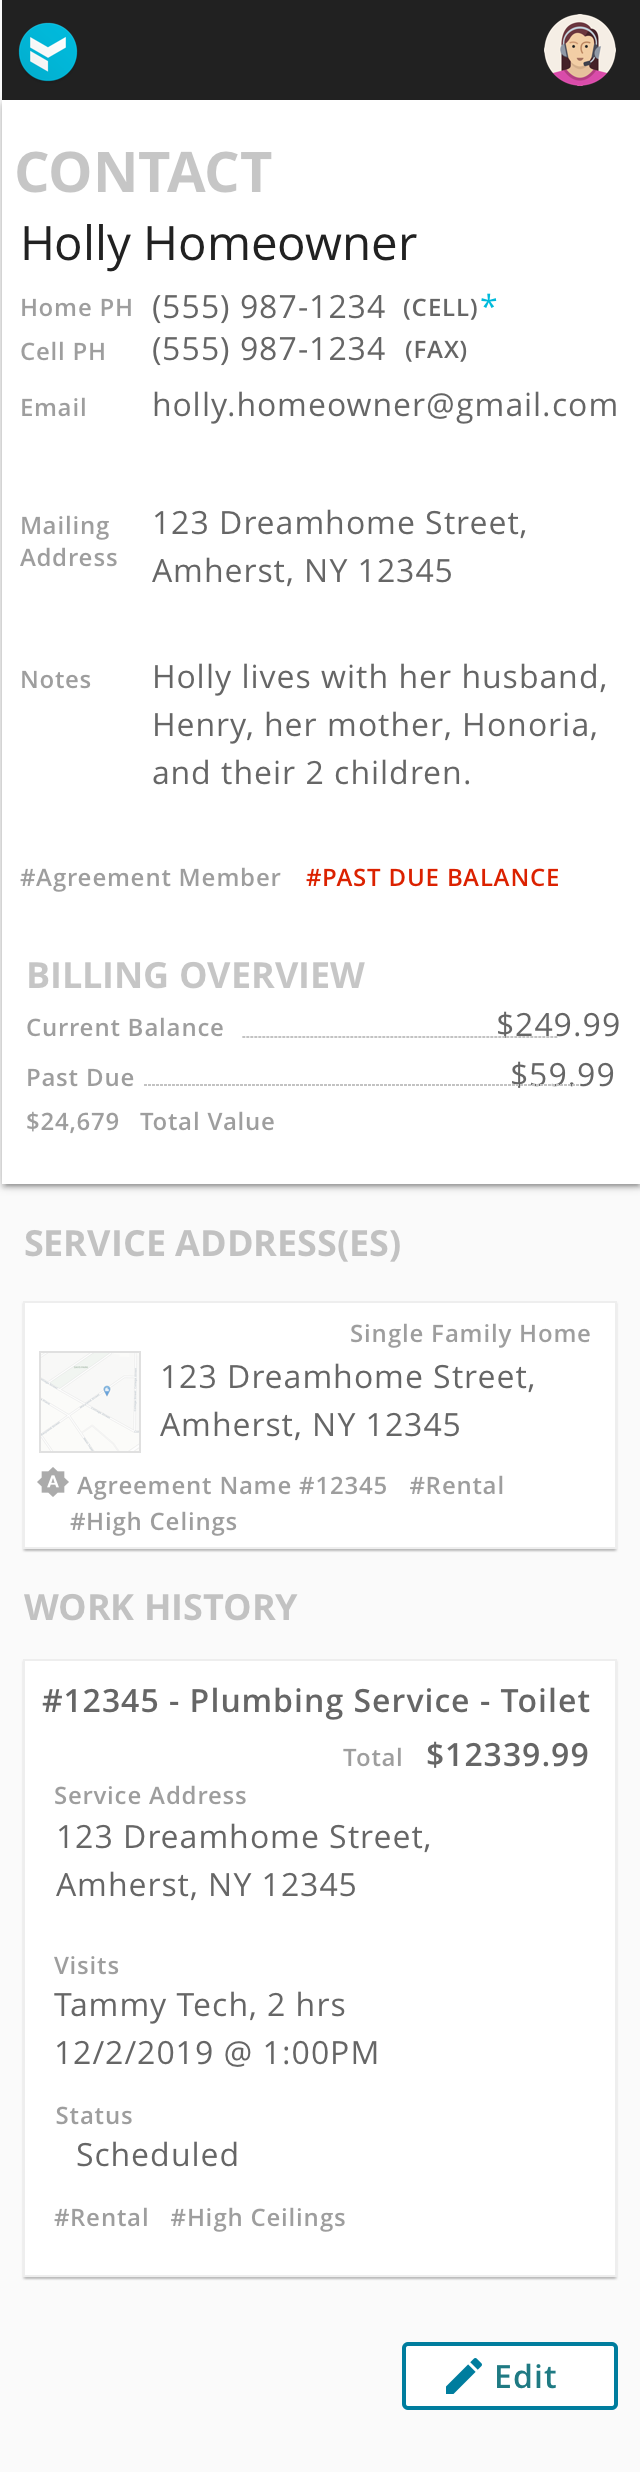 CONTACT
Holly Homeowner
Home PH (555) 987-1234 (CELL)*
Cell PH (555) 987-1234 (FAX)
Email holly.homeowner@gmail.com
Mailing Address 123 Dreamhome Street,
Amherst, NY 12345
Notes Holly lives with her husband,
Henry, her mother, Honoria,
and their 2 children.
#Agreement Member #PAST DUE BALANCE
BILLING OVERVIEW
Current Balance $249.99
Past Due $59.99
$24,679 Total Value
SERVICE ADDRESS(ES)
Single Family Home
123 Dreamhome Street,
Amherst, NY 12345
A Agreement Name #12345 #Rental
#High Celings
WORK HISTORY
#12345 - Plumbing Service - Toilet
Total $12339.99
Service Address
123 Dreamhome Street,
Amherst, NY 12345
Visits
Tammy Tech, 2 hrs
12/2/2019 @ 1:00PM
Status
Scheduled
#Rental #High Ceilings
Edit